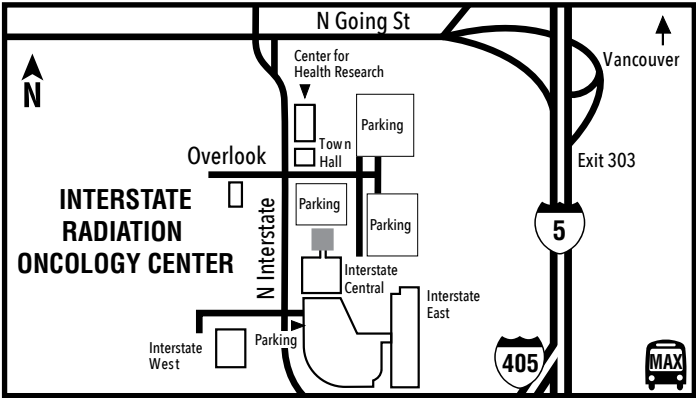 N Going St
Vancouver
Center for
Health Research
N
Parking
Town
Hall
Overlook
Exit 303
INTERSTATE
RADIATION
ONCOLOGY CENTER
N Interstate
Parking
Parking
5
Interstate
Central
Interstate
East
Parking
Interstate
West
405
MAX